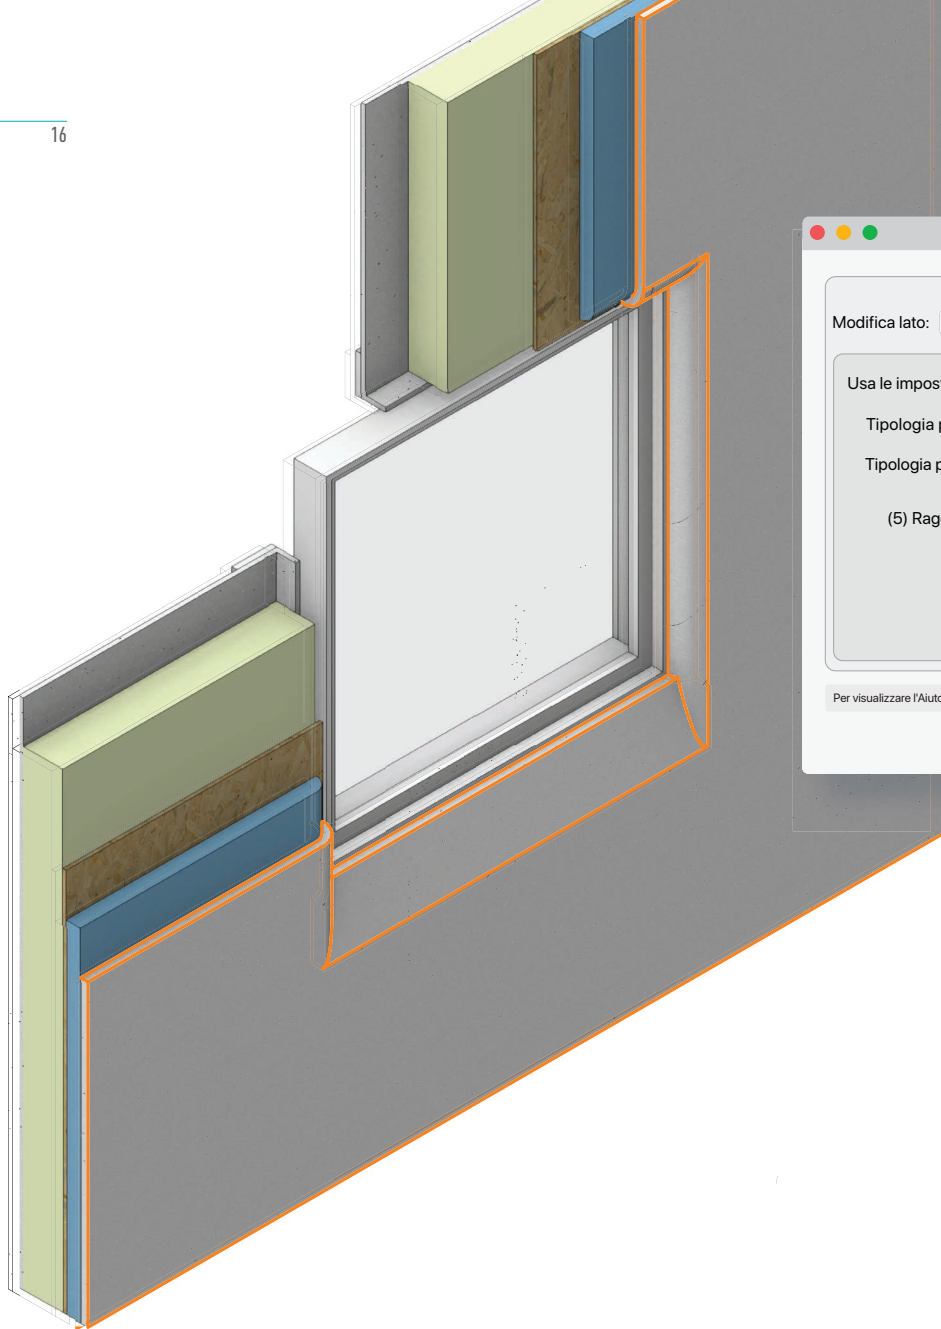 16
Modifica lato:
Usa le impos
Tipologia p
Tipologia p
(5) Rag
Per visualizzare l'Aiuto